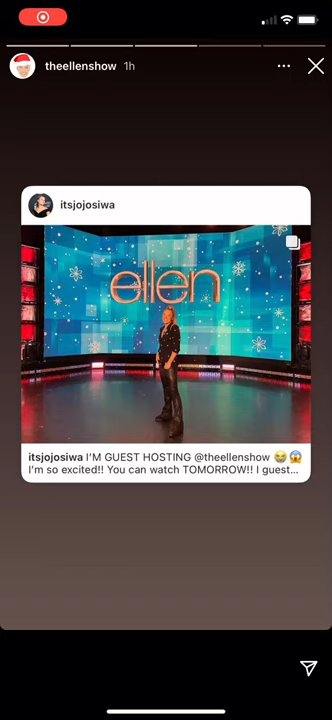 theellenshow 1h
itsjojosiwa
ellen
itsjojosiwa I'M GUEST HOSTING @theellenshow 😂😱
I'm so excited!! You can watch TOMORROW!! I guest...